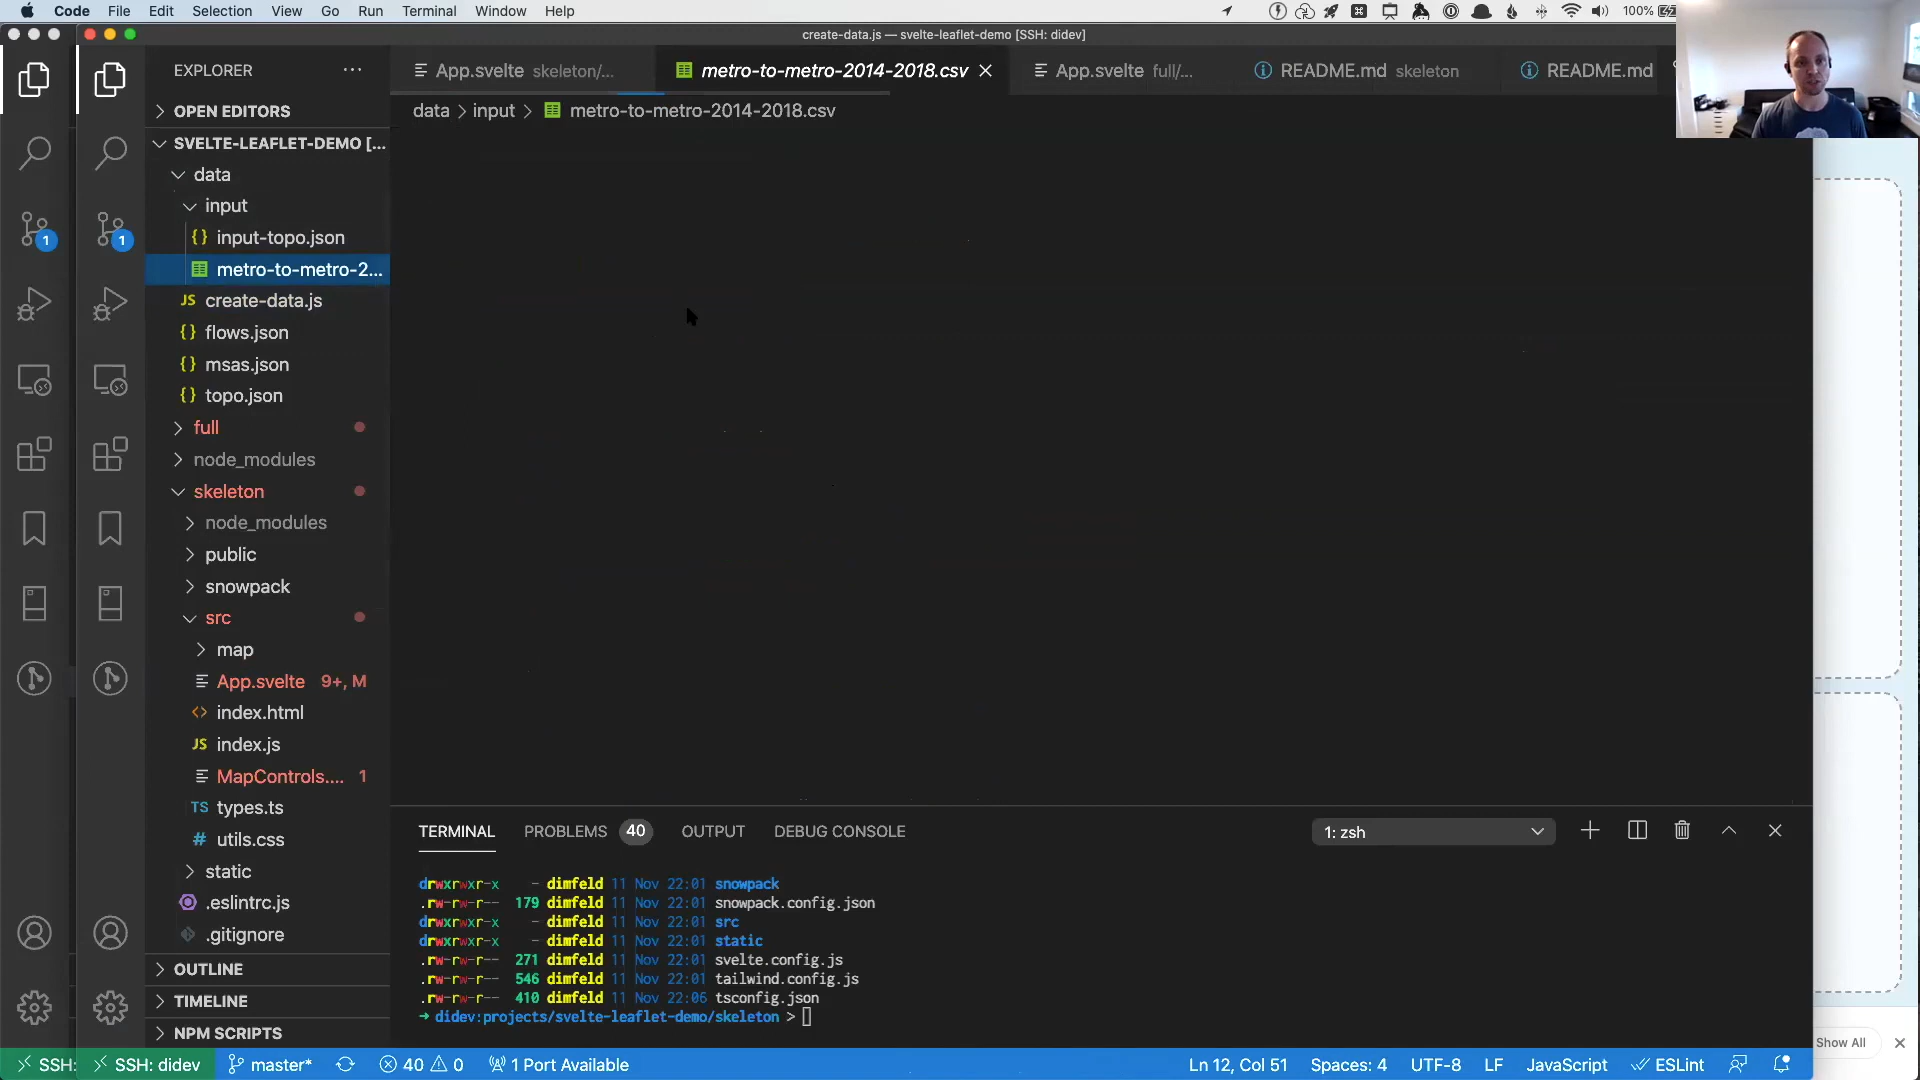 Code File Edit Selection View Go Run Terminal Window Help
100%
create-data.js — svelte-leaflet-demo [SSH: didev]
EXPLORER
OPEN EDITORS
SVELTE-LEAFLET-DEMO [...
data
input
input-topo.json
metro-to-metro-2...
JS create-data.js
flows.json
msas.json
topo.json
full
node_modules
skeleton
node_modules
public
snowpack
src
map
App.svelte 9+, M
index.html
JS index.js
MapControls.... 1
TS types.ts
# utils.css
static
.eslintrc.js
.gitignore
OUTLINE
TIMELINE
NPM SCRIPTS
1
1
App.svelte skeleton/...
metro-to-metro-2014-2018.csv
App.svelte full/...
README.md skeleton
README.md
data > input > metro-to-metro-2014-2018.csv
TERMINAL PROBLEMS 40 OUTPUT DEBUG CONSOLE
1: zsh
drwxrwxr-x - dimfeld 11 Nov 22:01 snowpack
.rw-rw-r-- 179 dimfeld 11 Nov 22:01 snowpack.config.json
drwxrwxr-x - dimfeld 11 Nov 22:01 src
drwxrwxr-x - dimfeld 11 Nov 22:01 static
.rw-rw-r-- 271 dimfeld 11 Nov 22:01 svelte.config.js
.rw-rw-r-- 546 dimfeld 11 Nov 22:01 tailwind.config.js
.rw-rw-r-- 410 dimfeld 11 Nov 22:06 tsconfig.json
→ didev:projects/svelte-leaflet-demo/skeleton >
Show All
SSH: SSH: didev master* 40 0 1 Port Available
Ln 12, Col 51 Spaces: 4 UTF-8 LF JavaScript ESLint